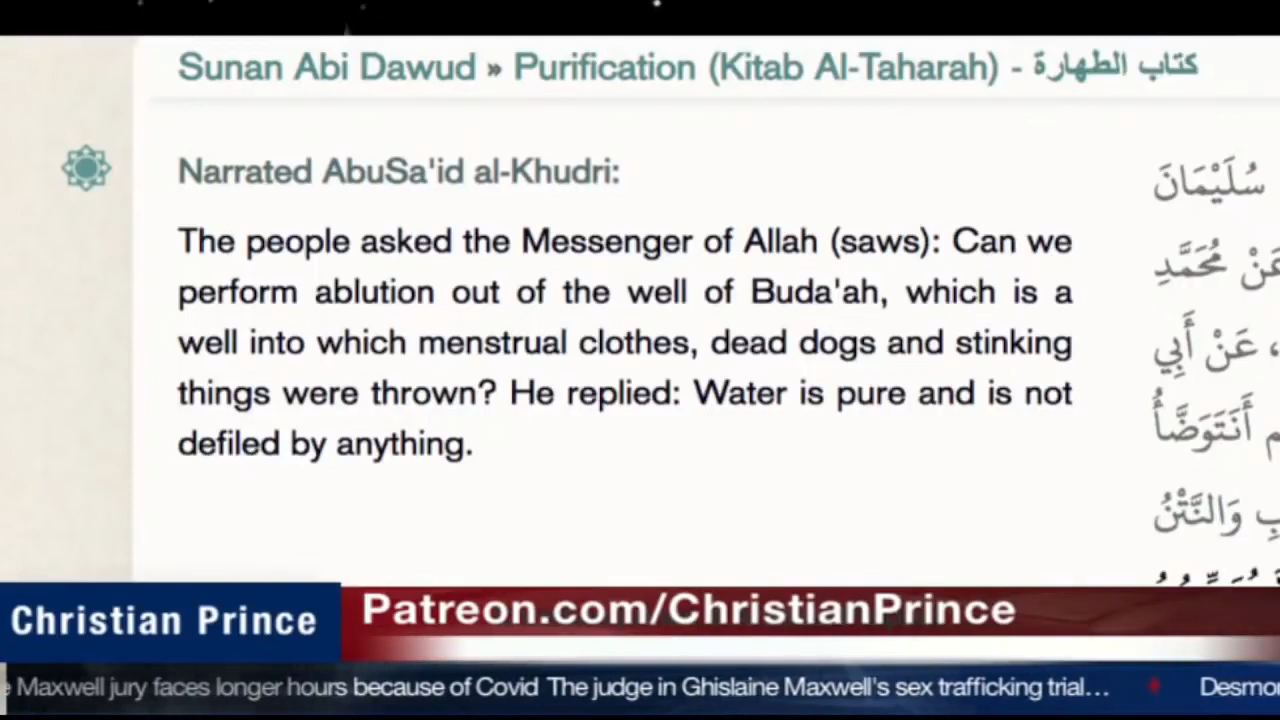 Sunan Abi Dawud » Purification (Kitab Al-Taharah) - كتاب الطهارة
Narrated AbuSa'id al-Khudri:
The people asked the Messenger of Allah (saws): Can we
perform ablution out of the well of Buda'ah, which is a
well into which menstrual clothes, dead dogs and stinking
things were thrown? He replied: Water is pure and is not
defiled by anything.
سُلَيْمَانَ
عَنْ مُحَمَّدِ
، عَنْ أَبِي
أَنَتَوَضَّأُ
وَالنَّتْنُ
Christian Prince
Patreon.com/ChristianPrince
Maxwell jury faces longer hours because of Covid The judge in Ghislaine Maxwell's sex trafficking trial...